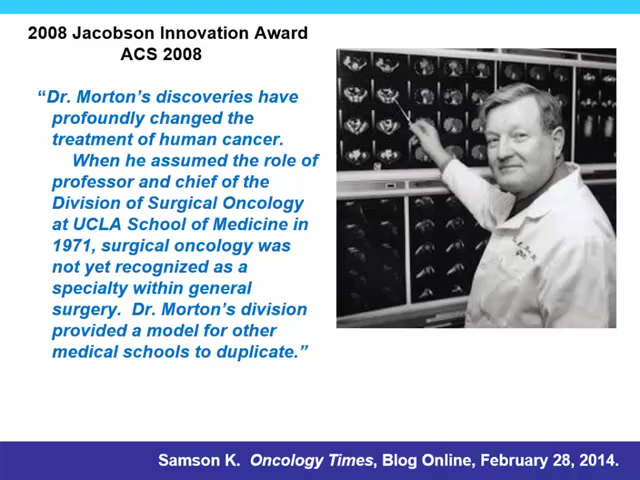 2008 Jacobson Innovation Award
ACS 2008
“Dr. Morton’s discoveries have
profoundly changed the
treatment of human cancer.
When he assumed the role of
professor and chief of the
Division of Surgical Oncology
at UCLA School of Medicine in
1971, surgical oncology was
not yet recognized as a
specialty within general
surgery.  Dr. Morton’s division
provided a model for other
medical schools to duplicate.”
Samson K.  Oncology Times, Blog Online, February 28, 2014.